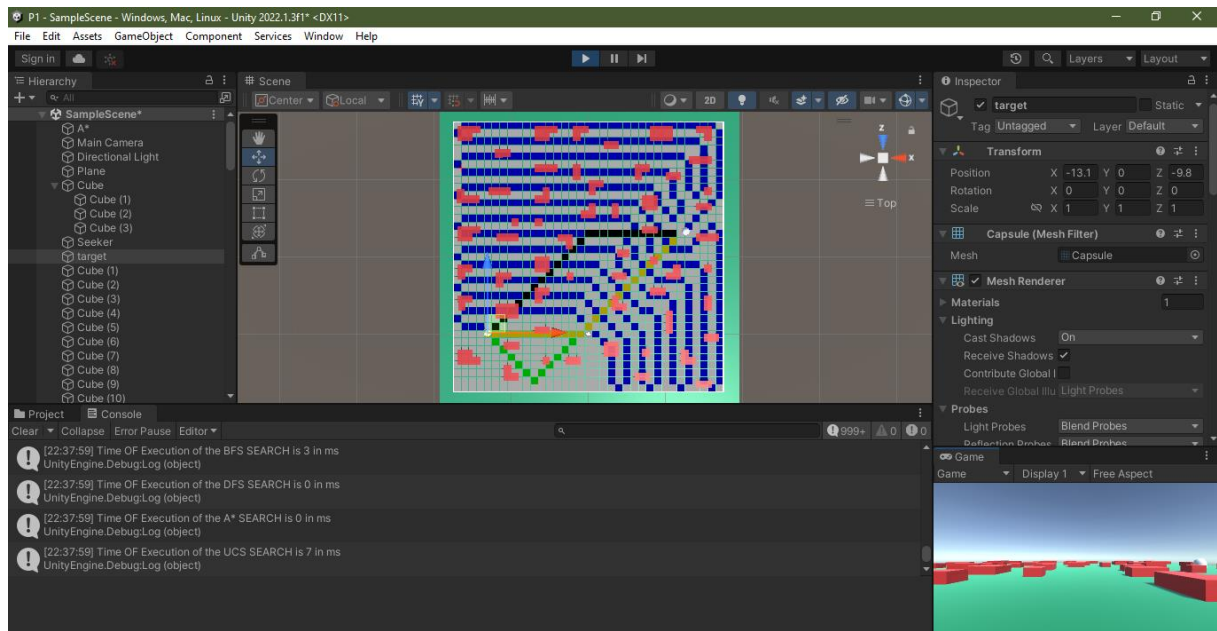 P1 - SampleScene - Windows, Mac, Linux - Unity 2022.1.3f1* <DX11>
File Edit Assets GameObject Component Services Window Help
Sign in
Layers
Layout
Hierarchy
All
SampleScene*
A*
Main Camera
Directional Light
Plane
Cube
Cube (1)
Cube (2)
Cube (3)
Seeker
target
Cube (1)
Cube (2)
Cube (3)
Cube (4)
Cube (5)
Cube (6)
Cube (7)
Cube (8)
Cube (9)
Cube (10)
Scene
Center
Local
2D
z
x
Top
Inspector
target
Static
Tag Untagged Layer Default
Transform
Position X -13.1 Y 0 Z -9.8
Rotation X 0 Y 0 Z 0
Scale X 1 Y 1 Z 1
Capsule (Mesh Filter)
Mesh Capsule
Mesh Renderer
Materials 1
Lighting
Cast Shadows On
Receive Shadows
Contribute Global I
Receive Global Illu Light Probes
Probes
Light Probes Blend Probes
Reflection Probes Blend Probes
Project Console
Clear Collapse Error Pause Editor
999+ 0 0
[22:37:59] Time OF Execution of the BFS SEARCH is 3 in ms
UnityEngine.Debug:Log (object)
[22:37:59] Time OF Execution of the DFS SEARCH is 0 in ms
UnityEngine.Debug:Log (object)
[22:37:59] Time OF Execution of the A* SEARCH is 0 in ms
UnityEngine.Debug:Log (object)
[22:37:59] Time OF Execution of the UCS SEARCH is 7 in ms
UnityEngine.Debug:Log (object)
Game
Game Display 1 Free Aspect